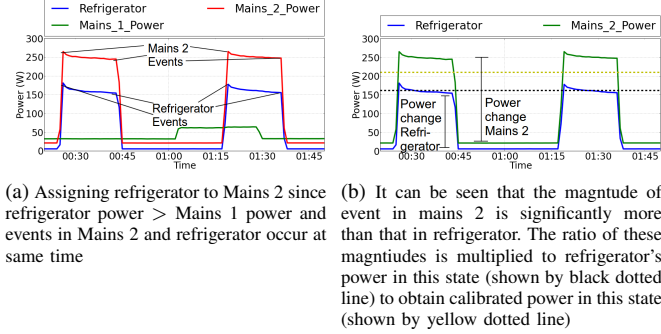 Refrigerator
Mains_2_Power
Mains_1_Power
300
250
200
150
100
50
0
Power (W)
Mains 2
Events
Refrigerator
Events
00:30
00:45
01:00
01:15
01:30
01:45
Time
(a) Assigning refrigerator to Mains 2 since
refrigerator power > Mains 1 power and
events in Mains 2 and refrigerator occur at
same time
Refrigerator
Mains_2_Power
300
250
200
150
100
50
0
Power (W)
Power
change
Refri-
gerator
Power
change
Mains 2
00:30
00:45
01:00
01:15
01:30
01:45
Time
(b) It can be seen that the magntude of
event in mains 2 is significantly more
than that in refrigerator. The ratio of these
magntiudes is multiplied to refrigerator's
power in this state (shown by black dotted
line) to obtain calibrated power in this state
(shown by yellow dotted line)